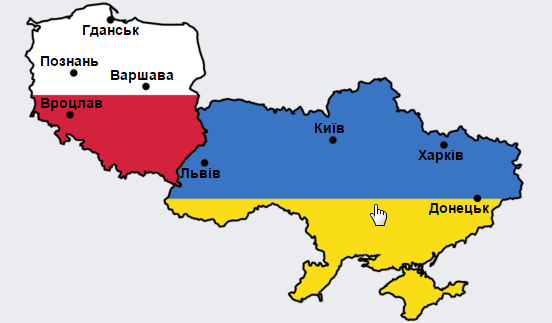 Гданськ
Познань
Варшава
Вроцлав
Київ
Харків
Львів
Донецьк